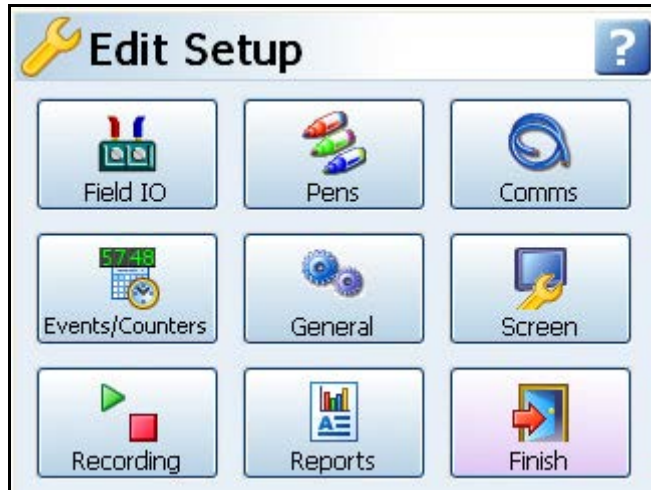 Edit Setup
?
Field IO
Pens
Comms
57:48
Events/Counters
General
Screen
Recording
Reports
A
Finish